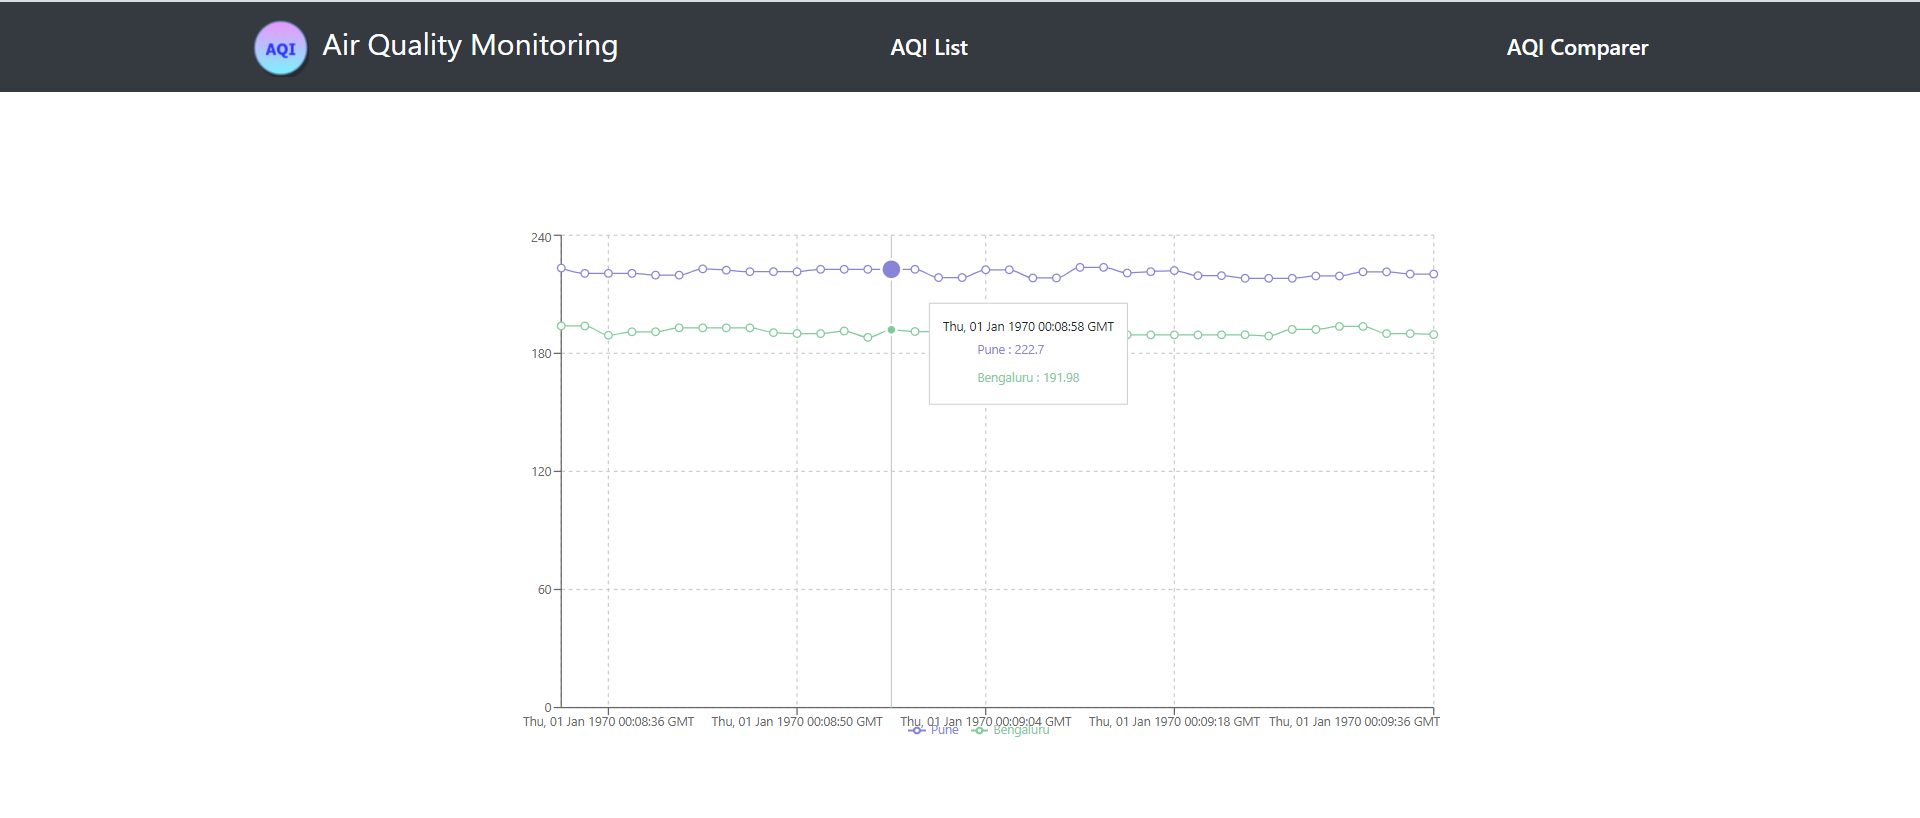 AQI Air Quality Monitoring AQI List AQI Comparer
240
180
120
60
0
Thu, 01 Jan 1970 00:08:58 GMT
Pune : 222.7
Bengaluru : 191.98
Thu, 01 Jan 1970 00:08:36 GMT Thu, 01 Jan 1970 00:08:50 GMT Thu, 01 Jan 1970 00:09:04 GMT Thu, 01 Jan 1970 00:09:18 GMT Thu, 01 Jan 1970 00:09:36 GMT
Pune Bengaluru